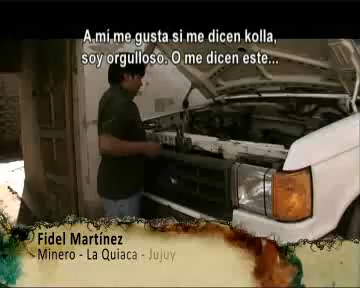 A mí me gusta si me dicen kolla,
soy orgulloso. O me dicen este...
Fidel Martínez
Minero - La Quiaca - Jujuy